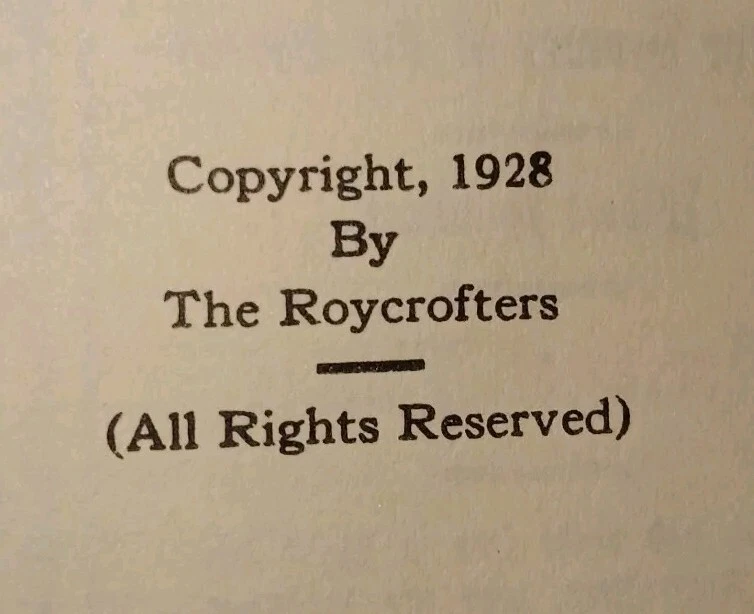 Copyright, 1928
By
The Roycrofters
(All Rights Reserved)